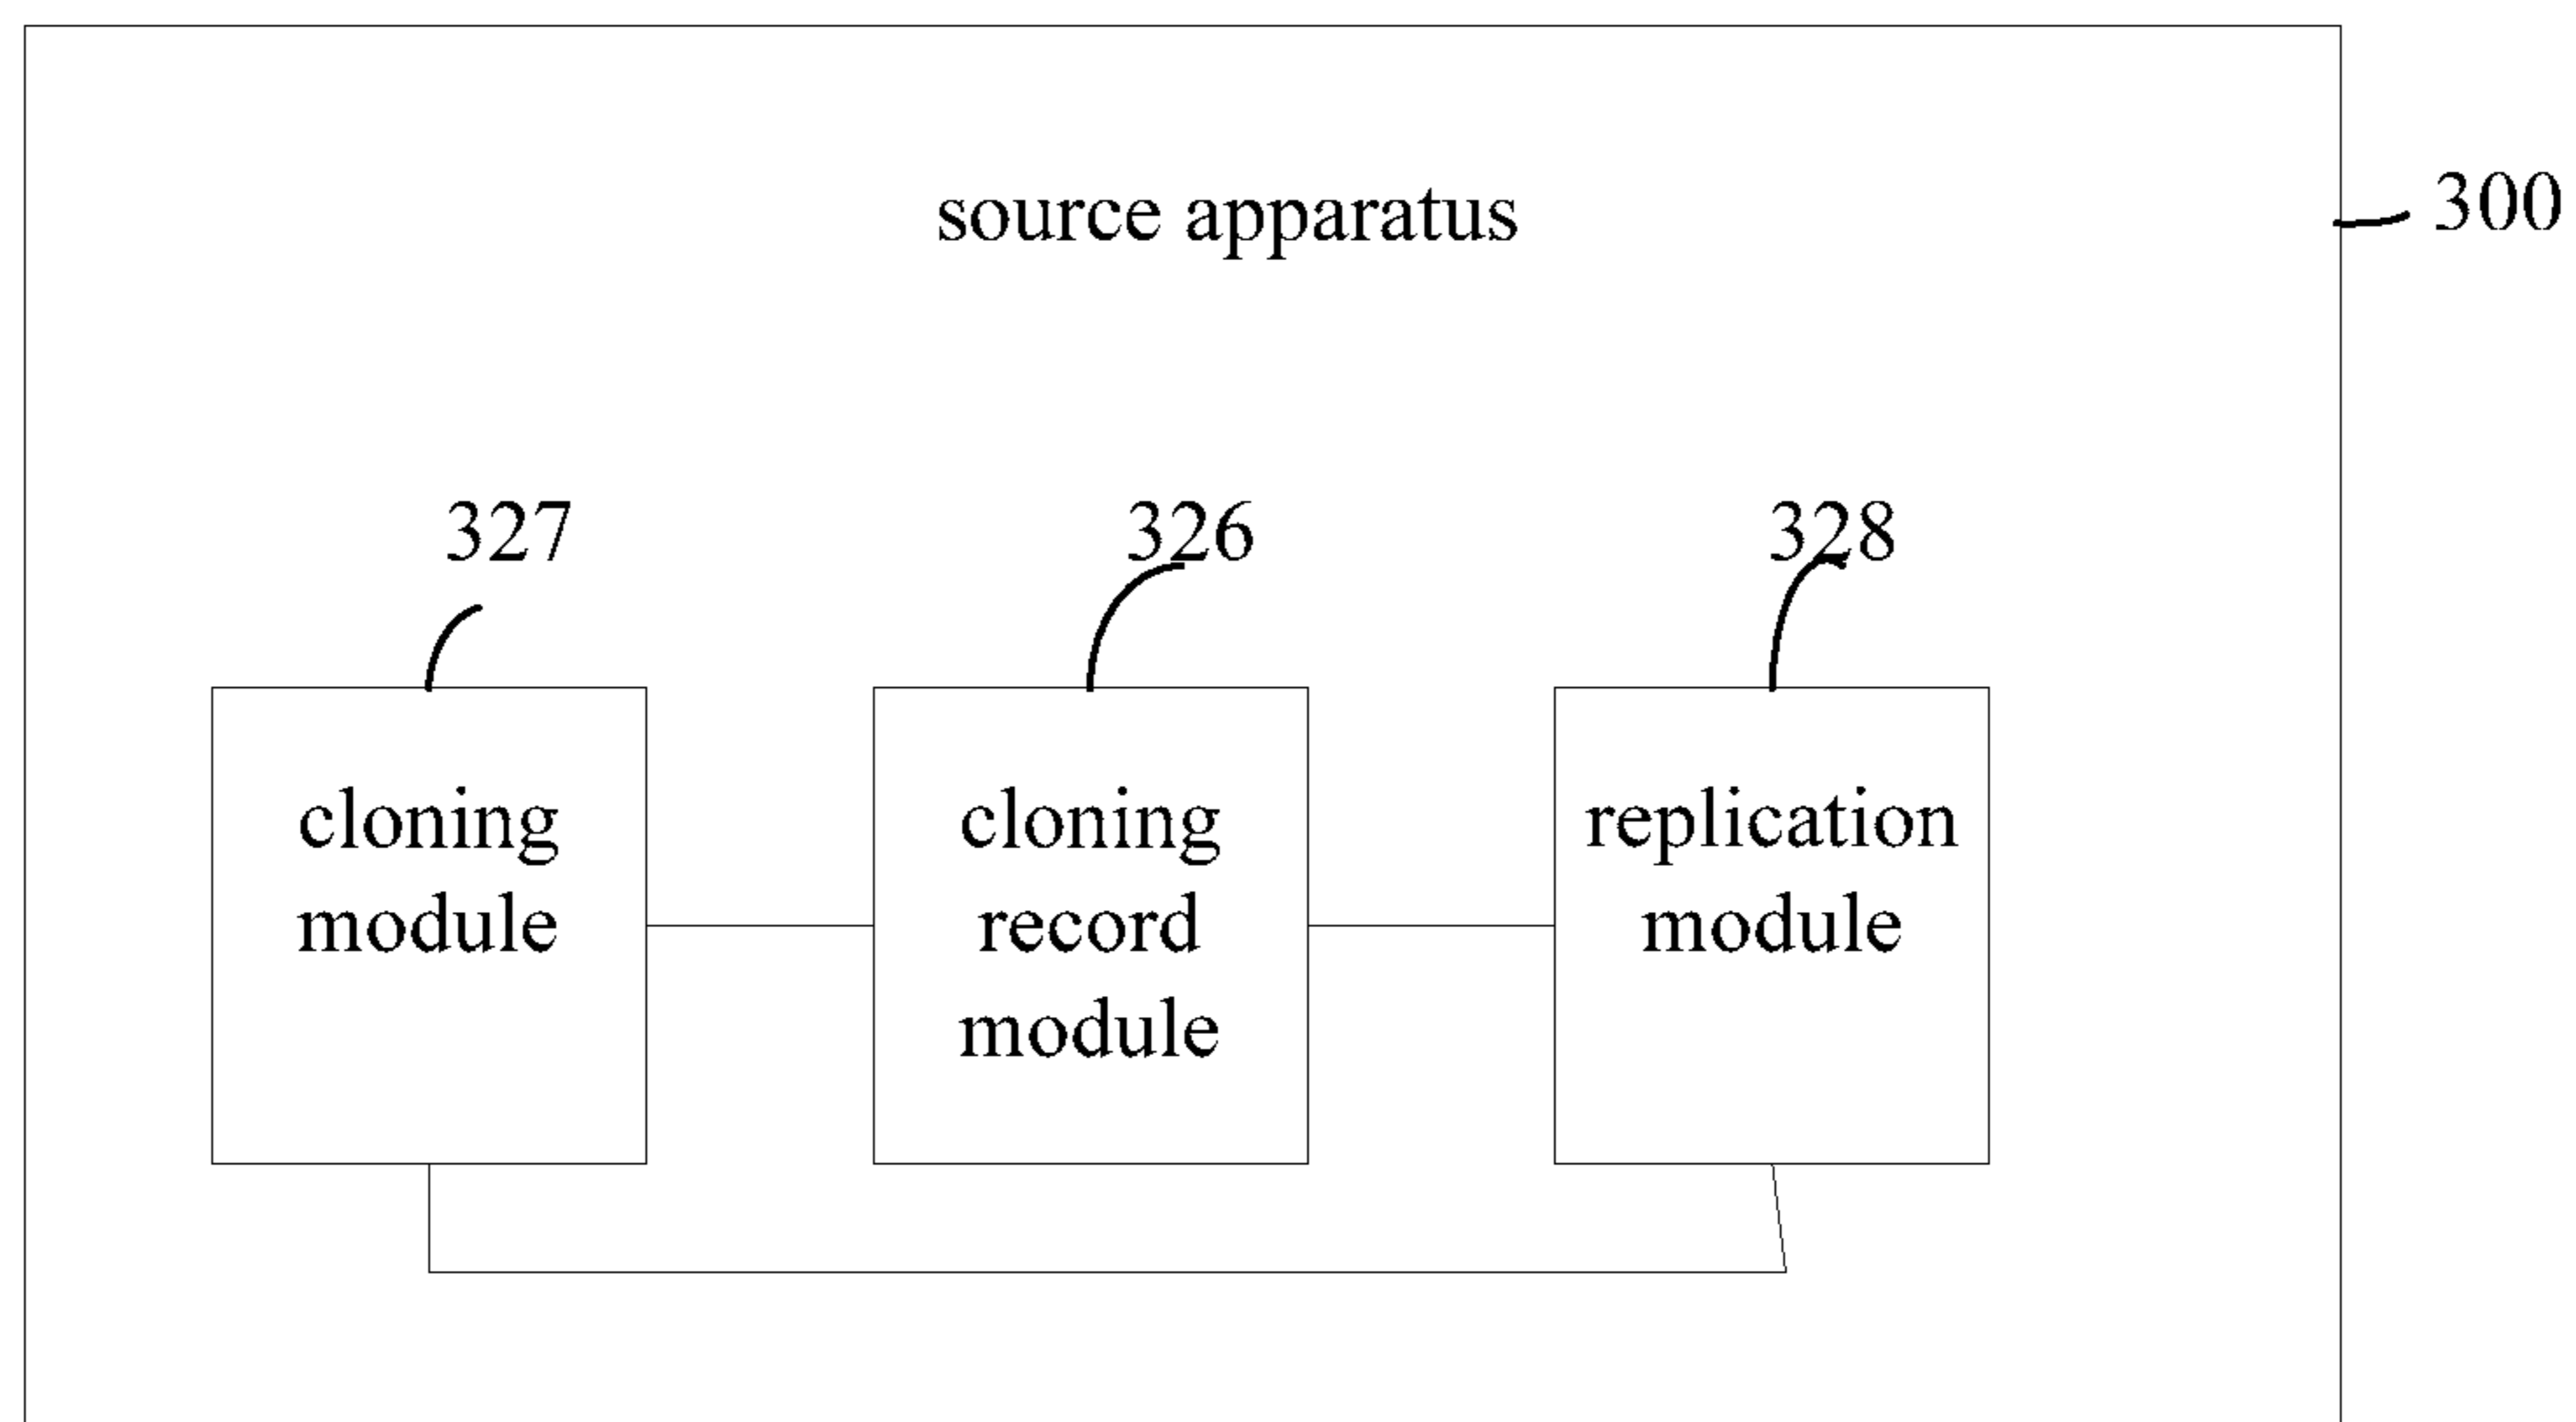 source apparatus
300
327
326
328
cloning
module
cloning
record
module
replication
module